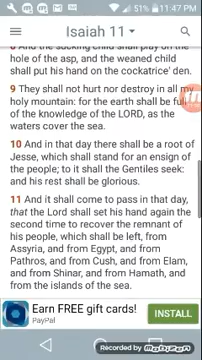 51% 11:47 PM
Isaiah 11
8 And the sucking child shall play on the
hole of the asp, and the weaned child
shall put his hand on the cockatrice' den.
9 They shall not hurt nor destroy in all my
holy mountain: for the earth shall be full
of the knowledge of the LORD, as the
waters cover the sea.
10 And in that day there shall be a root of
Jesse, which shall stand for an ensign of
the people; to it shall the Gentiles seek:
and his rest shall be glorious.
11 And it shall come to pass in that day,
that the Lord shall set his hand again the
second time to recover the remnant of
his people, which shall be left, from
Assyria, and from Egypt, and from
Pathros, and from Cush, and from Elam,
and from Shinar, and from Hamath, and
from the islands of the sea.
Earn FREE gift cards!
PayPal
INSTALL
RECORDED WITH